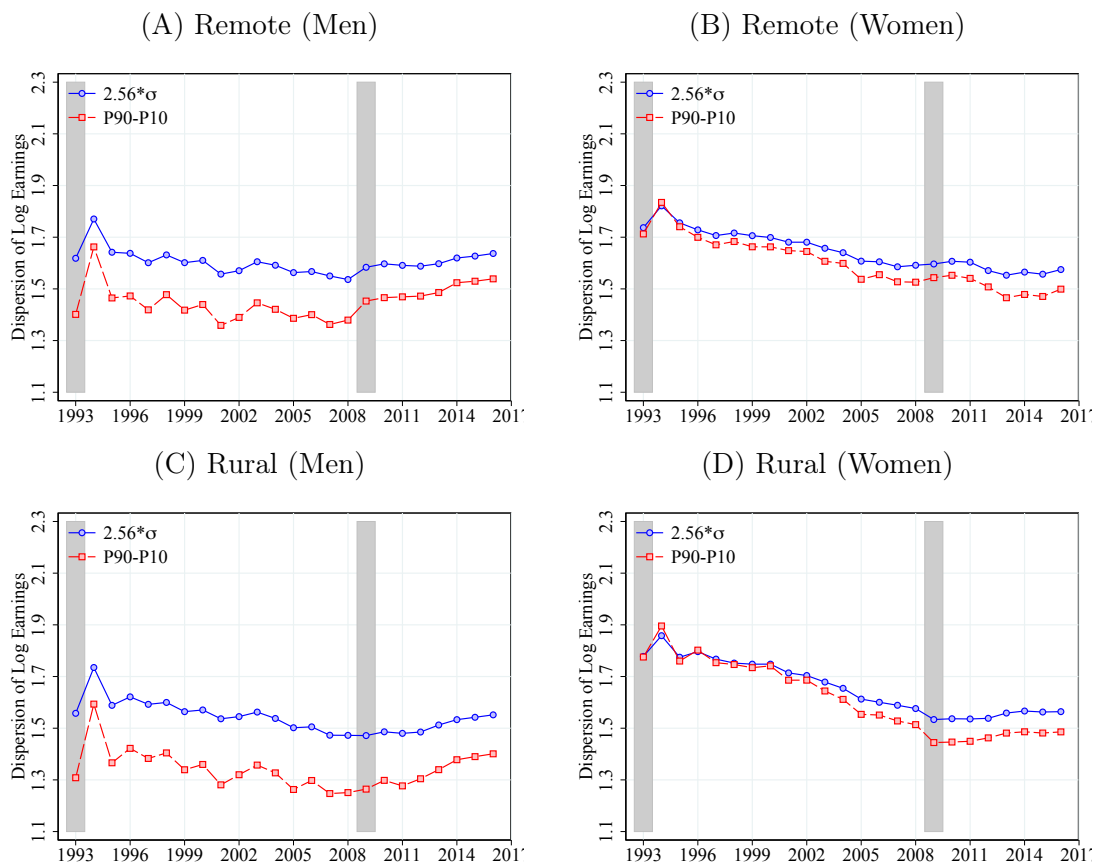 (A) Remote (Men)
Dispersion of Log Earnings
2.3
2.1
1.9
1.7
1.5
1.3
1.1
2.56*σ
P90-P10
1993 1996 1999 2002 2005 2008 2011 2014
(B) Remote (Women)
Dispersion of Log Earnings
2.3
2.1
1.9
1.7
1.5
1.3
1.1
2.56*σ
P90-P10
1993 1996 1999 2002 2005 2008 2011 2014
(C) Rural (Men)
Dispersion of Log Earnings
2.3
2.1
1.9
1.7
1.5
1.3
1.1
2.56*σ
P90-P10
1993 1996 1999 2002 2005 2008 2011 2014
(D) Rural (Women)
Dispersion of Log Earnings
2.3
2.1
1.9
1.7
1.5
1.3
1.1
2.56*σ
P90-P10
1993 1996 1999 2002 2005 2008 2011 2014